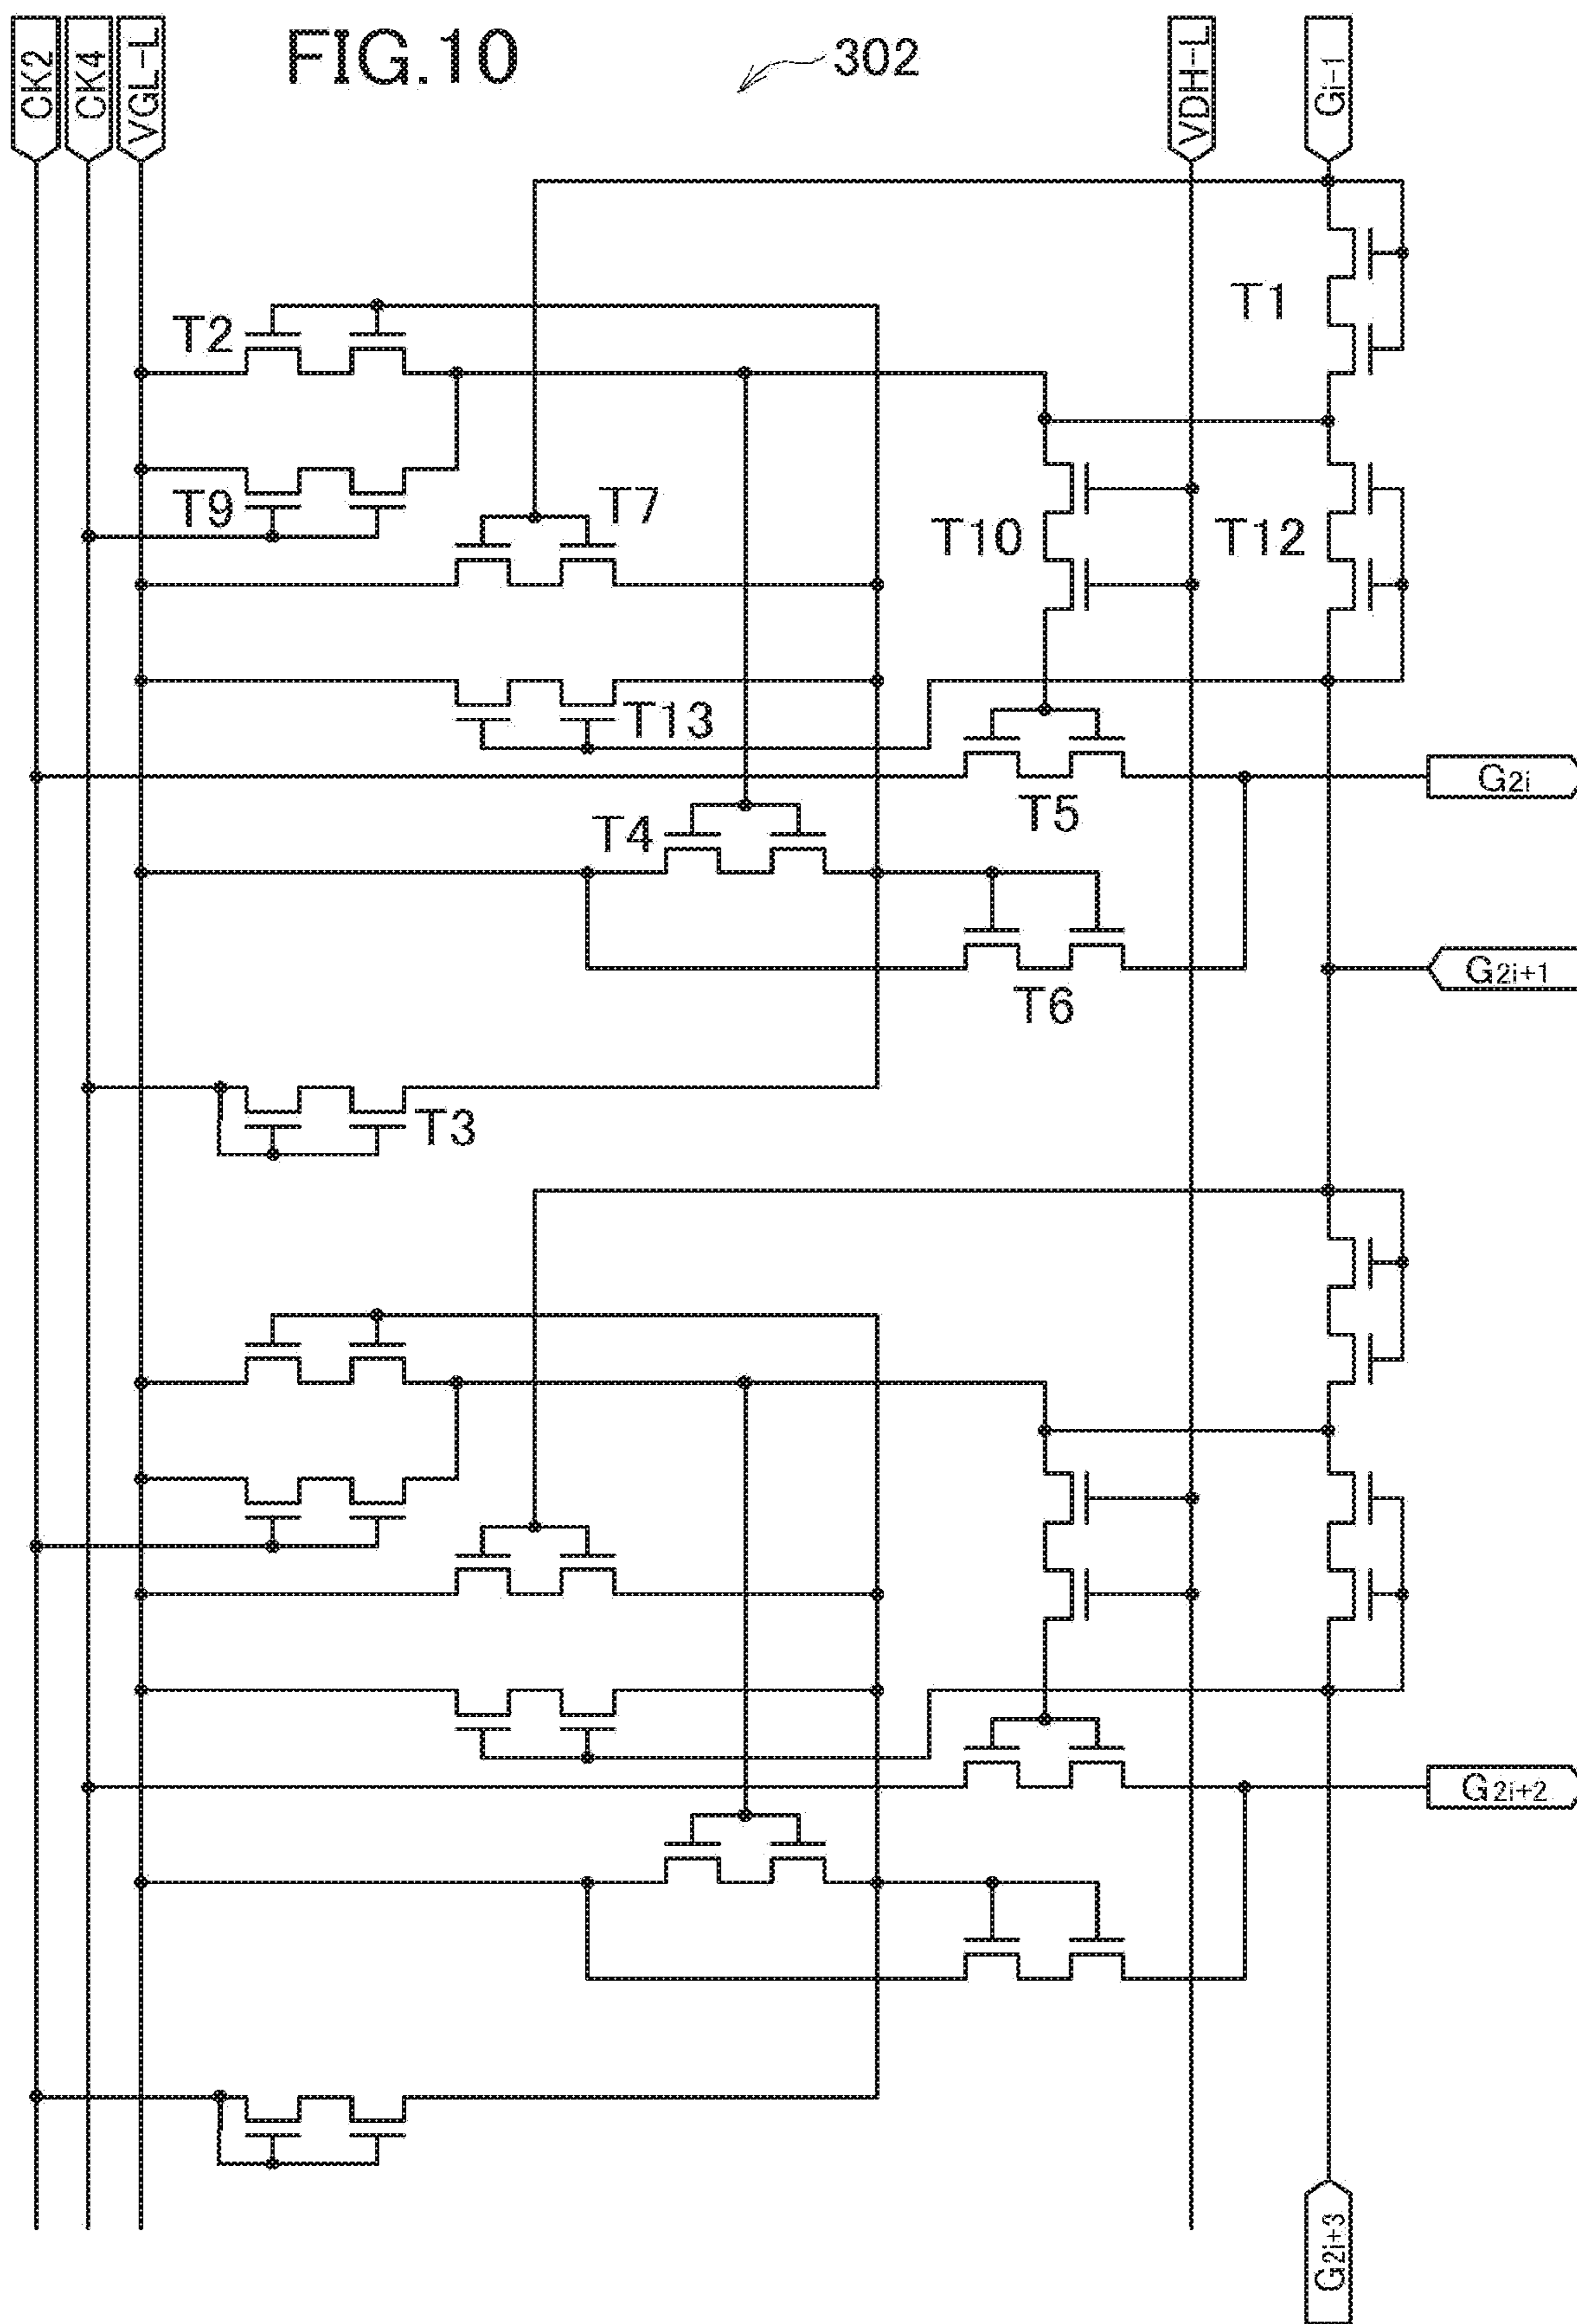 FIG.10
302
CK2
CK4
VGL-L
VDH-L
Gi-1
T1
T2
T9
T7
T10
T12
T13
T5
G2i
T4
T6
G2i+1
T3
G2i+2
G2i+3